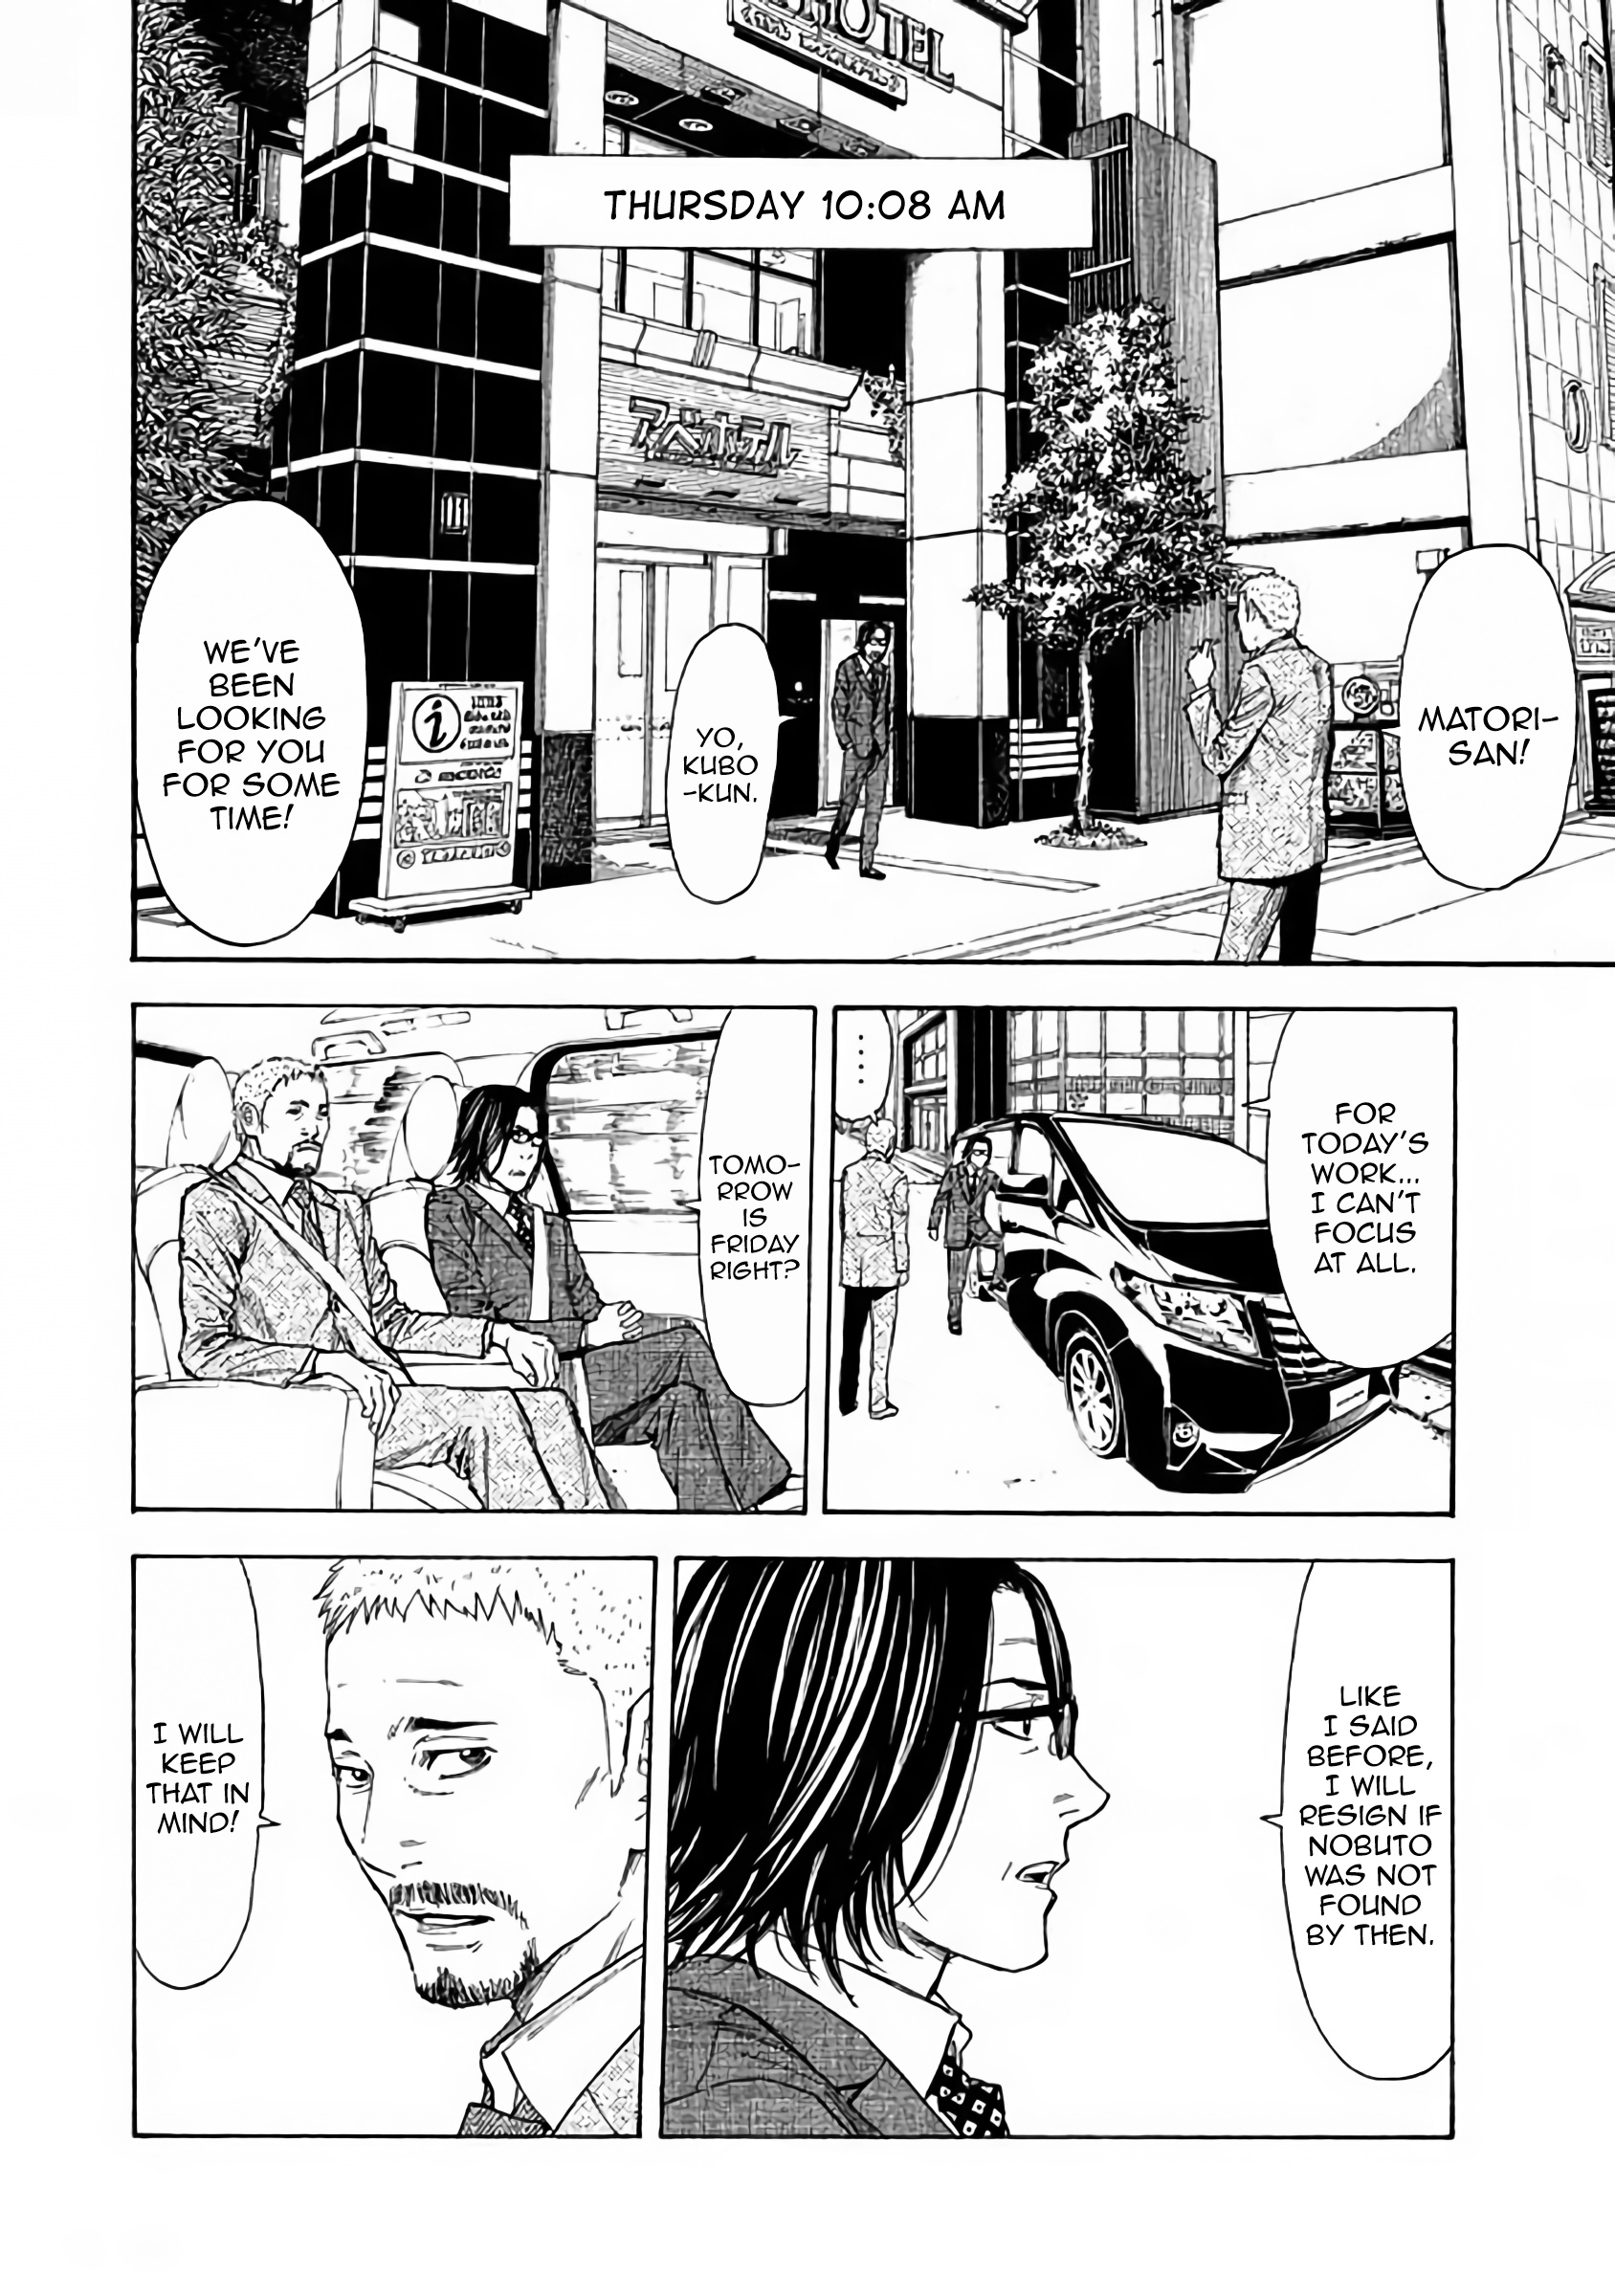 HOTEL
THURSDAY 10:08 AM
アベホテル
MATORI-
SAN!
YO,
KUBO
-KUN.
WE'VE
BEEN
LOOKING
FOR YOU
FOR SOME
TIME!
i
FOR
TODAY'S
WORK...
I CAN'T
FOCUS
AT ALL.
......
TOMO-
RROW
IS
FRIDAY
RIGHT?
LIKE
I SAID
BEFORE,
I WILL
RESIGN IF
NOBUTO
WAS NOT
FOUND
BY THEN.
I WILL
KEEP
THAT IN
MIND!